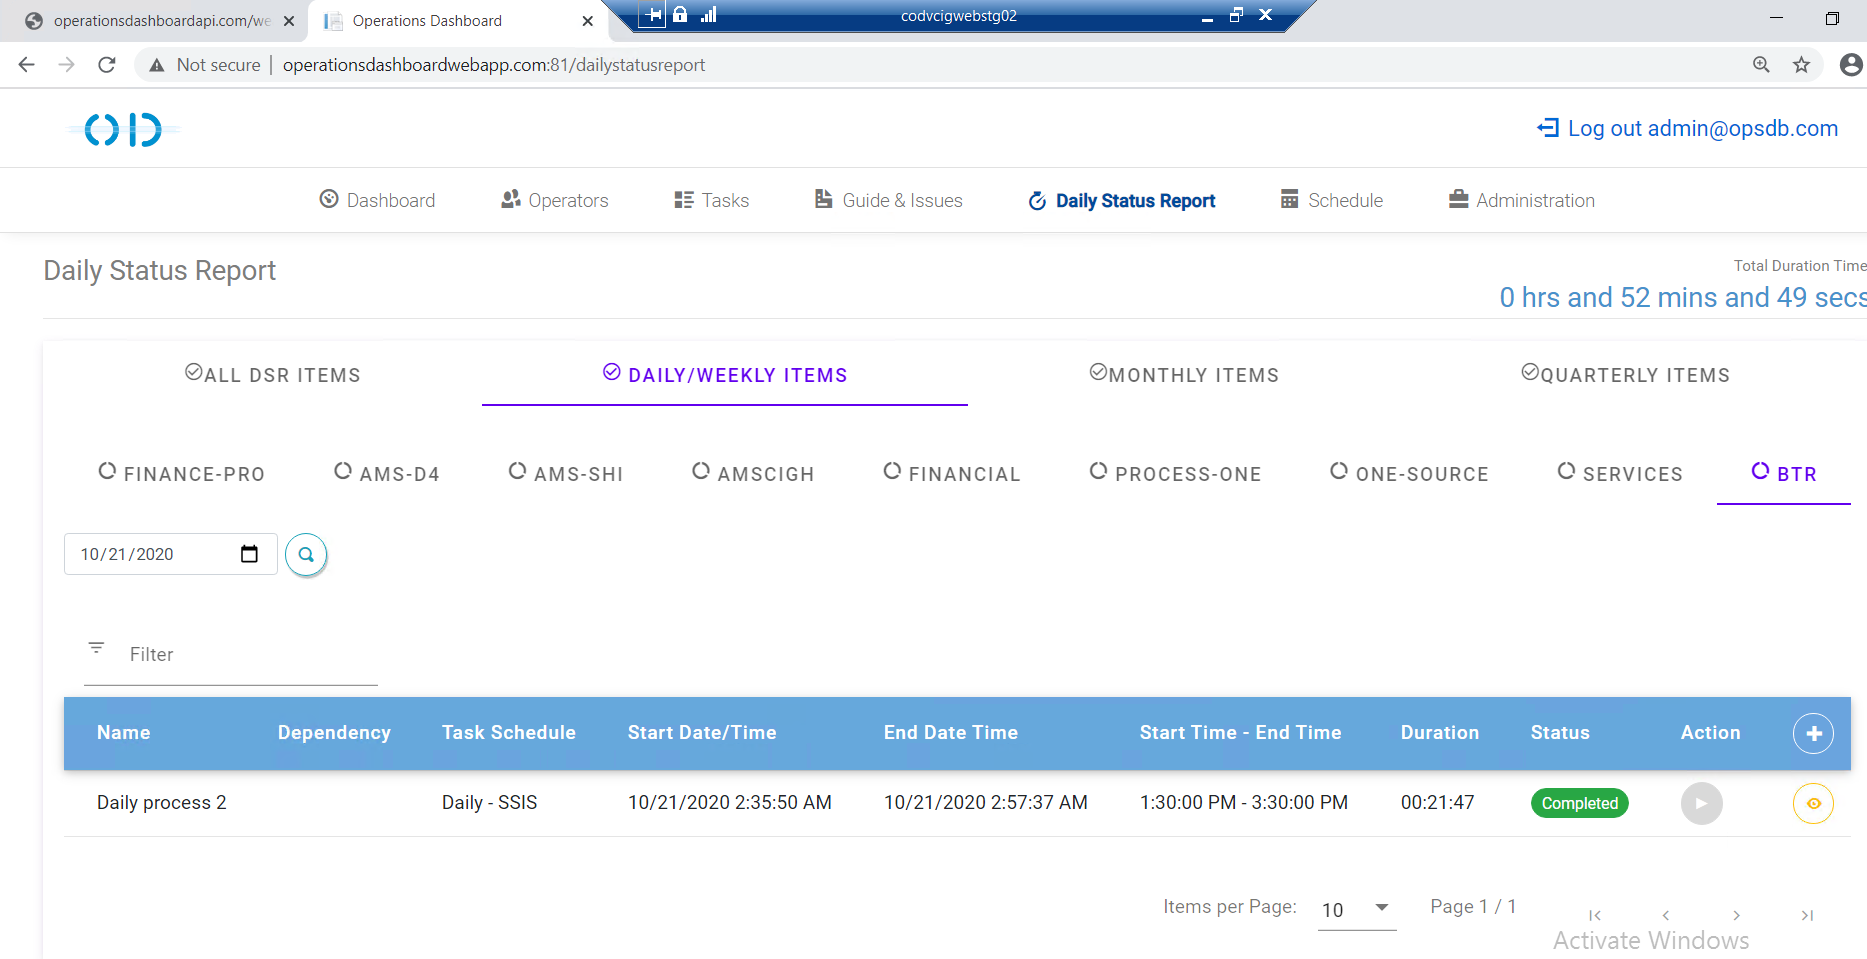 operationsdashboardapi.com/we
Operations Dashboard
codvcigwebstg02
Not secure
operationsdashboardwebapp.com:81/dailystatusreport
OD
Log out admin@opsdb.com
Dashboard
Operators
Tasks
Guide & Issues
Daily Status Report
Schedule
Administration
Daily Status Report
Total Duration Time
0 hrs and 52 mins and 49 secs
ALL DSR ITEMS
DAILY/WEEKLY ITEMS
MONTHLY ITEMS
QUARTERLY ITEMS
FINANCE-PRO
AMS-D4
AMS-SHI
AMSCIGH
FINANCIAL
PROCESS-ONE
ONE-SOURCE
SERVICES
BTR
10/21/2020
Filter
Name Dependency Task Schedule Start Date/Time End Date Time Start Time - End Time Duration Status Action
Daily process 2 Daily - SSIS 10/21/2020 2:35:50 AM 10/21/2020 2:57:37 AM 1:30:00 PM - 3:30:00 PM 00:21:47 Completed
Items per Page: 10 Page 1 / 1
Activate Windows